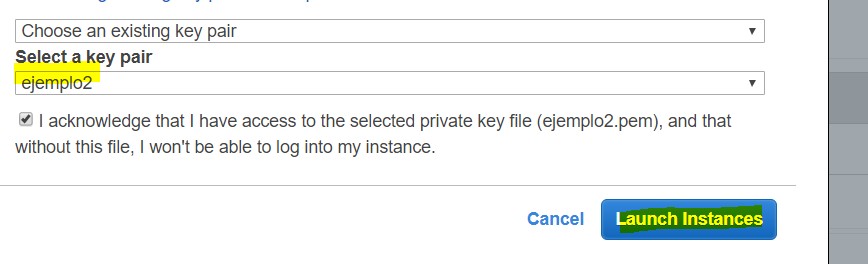 Choose an existing key pair
Select a key pair
ejemplo2
I acknowledge that I have access to the selected private key file (ejemplo2.pem), and that
without this file, I won't be able to log into my instance.
Cancel Launch Instances